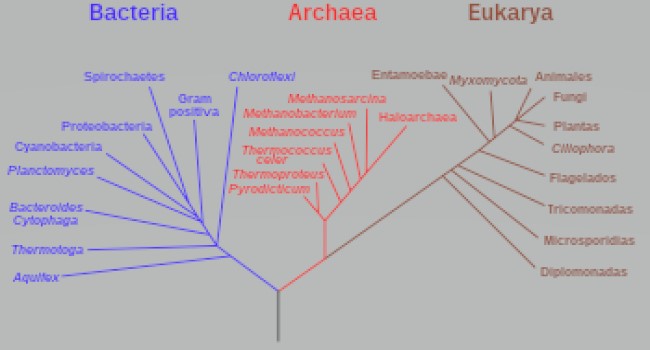 Bacteria
Archaea
Eukarya
Spirochaetes
Chloroflexi
Gram
positiva
Proteobacteria
Cyanobacteria
Planctomyces
Bacteroides
Cytophaga
Thermotoga
Aquifex
Methanosarcina
Methanobacterium
Haloarchaea
Methanococcus
Thermococcus
celer
Thermoproteus
Pyrodicticum
Entamoebae
Myxomycota
Animales
Fungi
Plantas
Ciliophora
Flagelados
Tricomonadas
Microsporidias
Diplomonadas